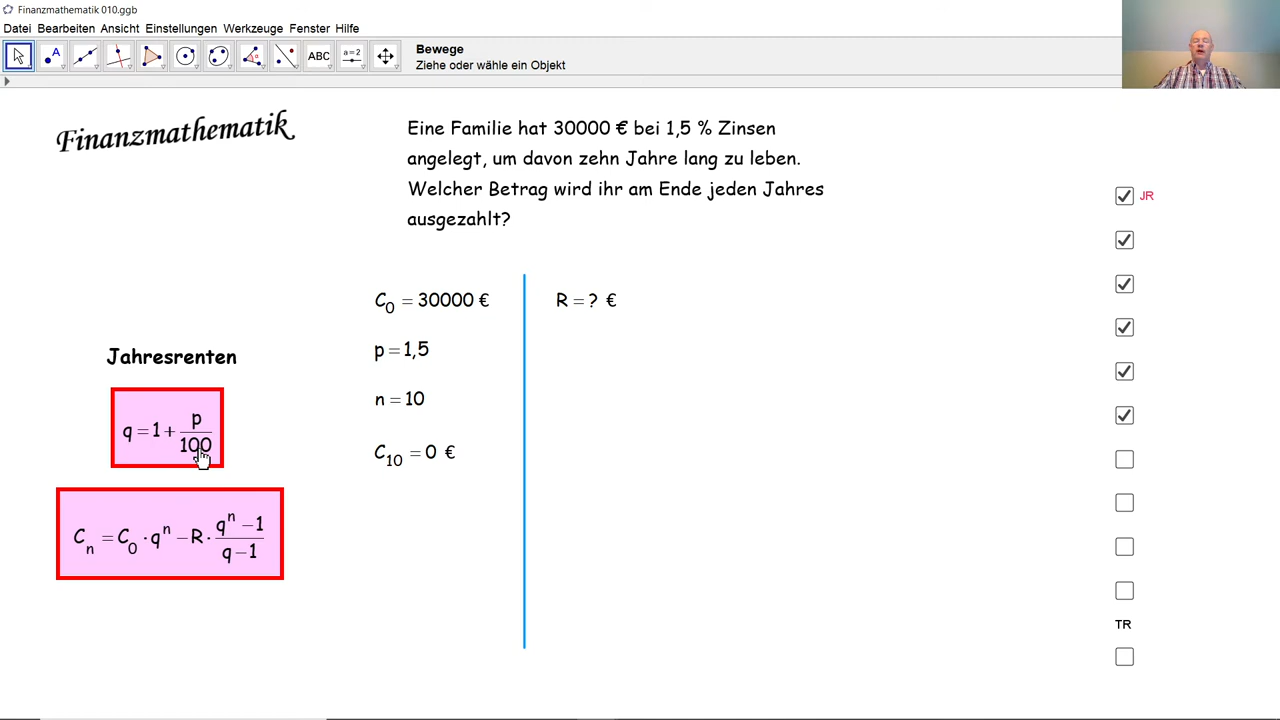 Finanzmathematik 010.ggb
Datei Bearbeiten Ansicht Einstellungen Werkzeuge Fenster Hilfe
A ABC a=2
Bewege
Ziehe oder wähle ein Objekt
Finanzmathematik
Eine Familie hat 30000 € bei 1,5 % Zinsen
angelegt, um davon zehn Jahre lang zu leben.
Welcher Betrag wird ihr am Ende jeden Jahres
ausgezahlt?
JR
C₀ = 30000 €
R = ? €
p = 1,5
n = 10
C₁₀ = 0 €
Jahresrenten
q = 1 + p/100
Cₙ = C₀ · qⁿ − R · (qⁿ − 1)/(q − 1)
TR